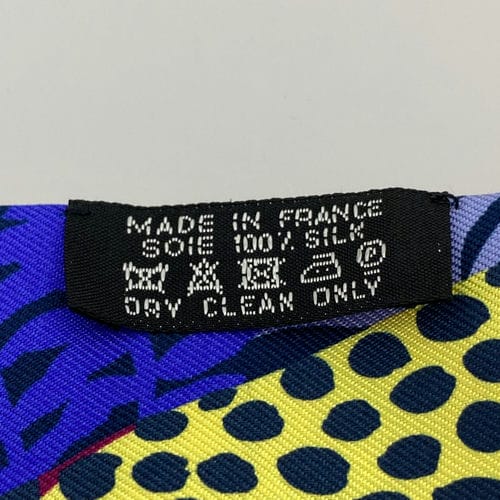 MADE IN FRANCE
SOIE 100% SILK
P
DRY CLEAN ONLY